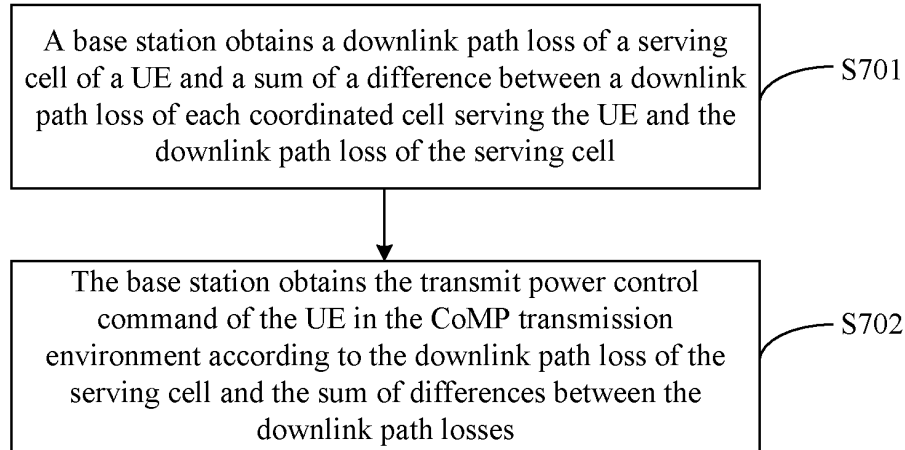 A base station obtains a downlink path loss of a serving
cell of a UE and a sum of a difference between a downlink
path loss of each coordinated cell serving the UE and the
downlink path loss of the serving cell
S701
The base station obtains the transmit power control
command of the UE in the CoMP transmission
environment according to the downlink path loss of the
serving cell and the sum of differences between the
downlink path losses
S702